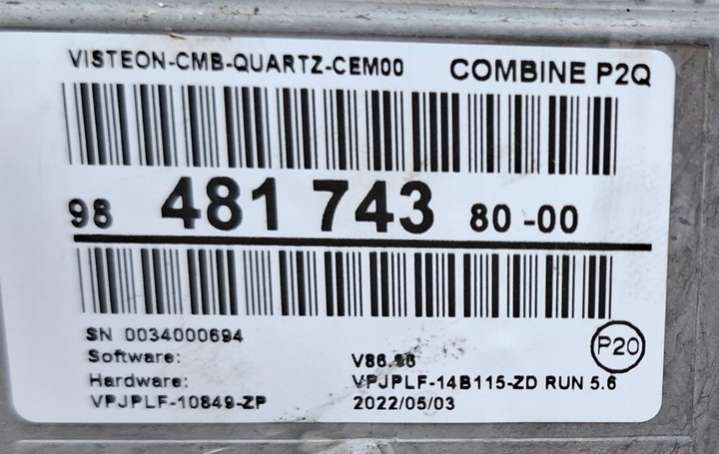 VISTEON-CMB-QUARTZ-CEM00 COMBINE P2Q
98 481 743 80-00
SN 0034000694
Software: V86.96
P20
Hardware: VPJPLF-14B115-ZD RUN 5.6
VPJPLF-10849-ZP 2022/05/03